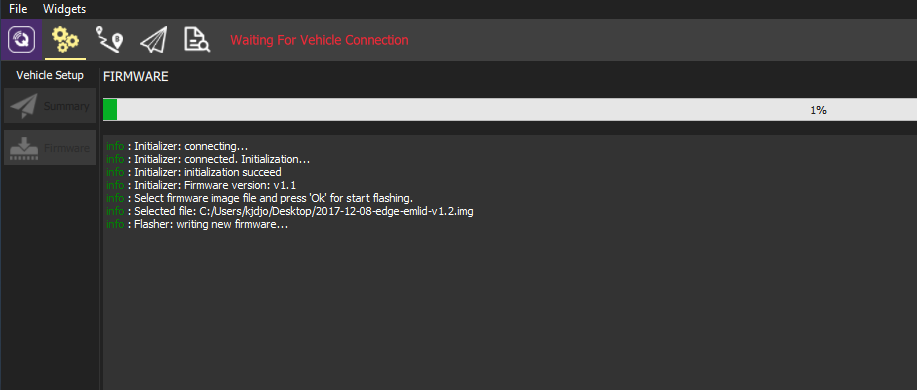 File Widgets
Waiting For Vehicle Connection
Vehicle Setup
FIRMWARE
Summary
1%
Firmware
info : Initializer: connecting...
info : Initializer: connected. Initialization...
info : Initializer: initialization succeed
info : Initializer: Firmware version: v1.1
info : Select firmware image file and press 'Ok' for start flashing.
info : Selected file: C:/Users/kjdjo/Desktop/2017-12-08-edge-emlid-v1.2.img
info : Flasher: writing new firmware...